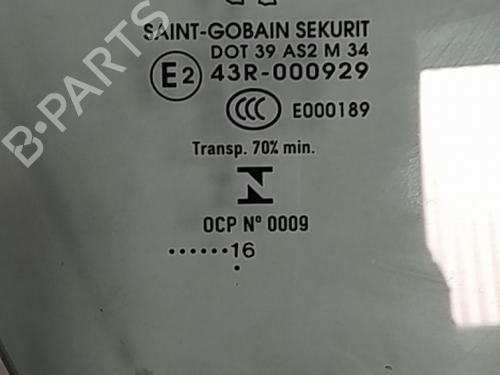 SAINT-GOBAIN SEKURIT
DOT 39 AS2 M 34
E2 43R-000929
CCC E000189
Transp. 70% min.
N
OCP Nº 0009
······16
·
B-PARTS